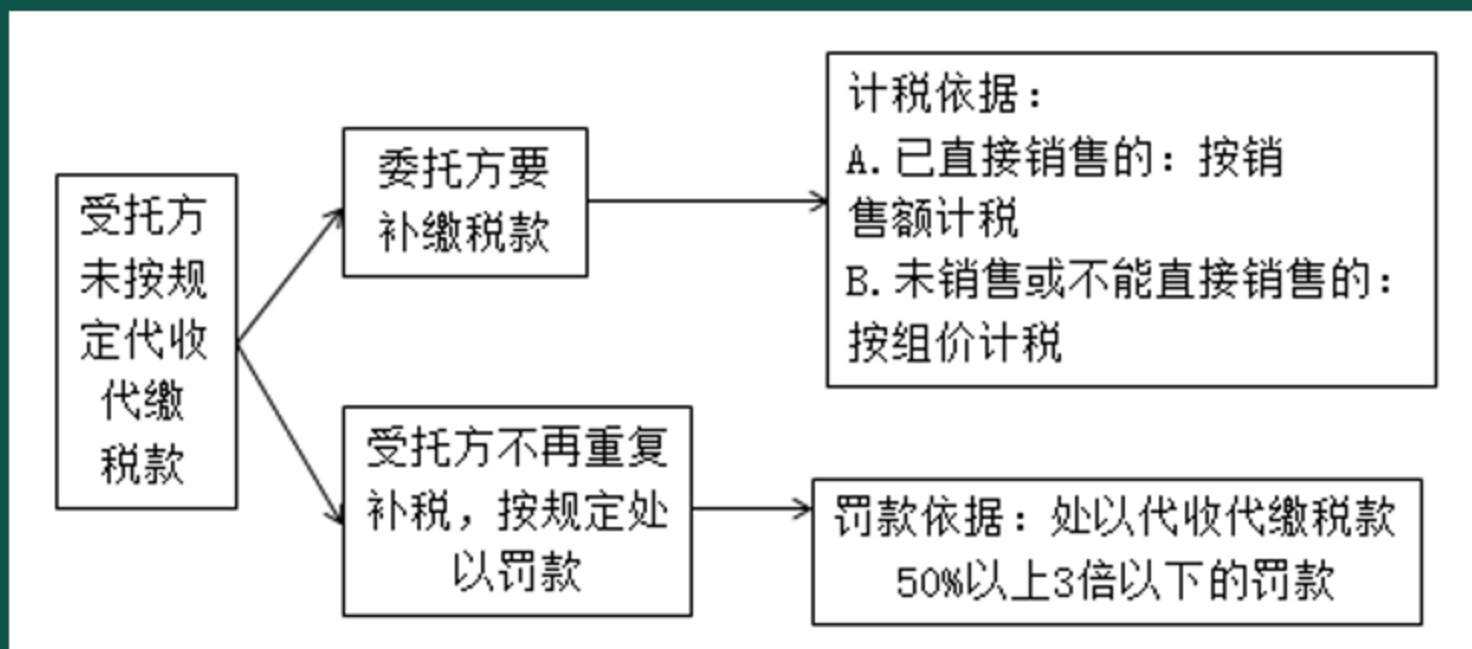 受托方
未按规
定代收
代缴
税款
委托方要
补缴税款
计税依据：
A.已直接销售的：按销
售额计税
B.未销售或不能直接销售的：
按组价计税
受托方不再重复
补税，按规定处
以罚款
罚款依据：处以代收代缴税款
50%以上3倍以下的罚款